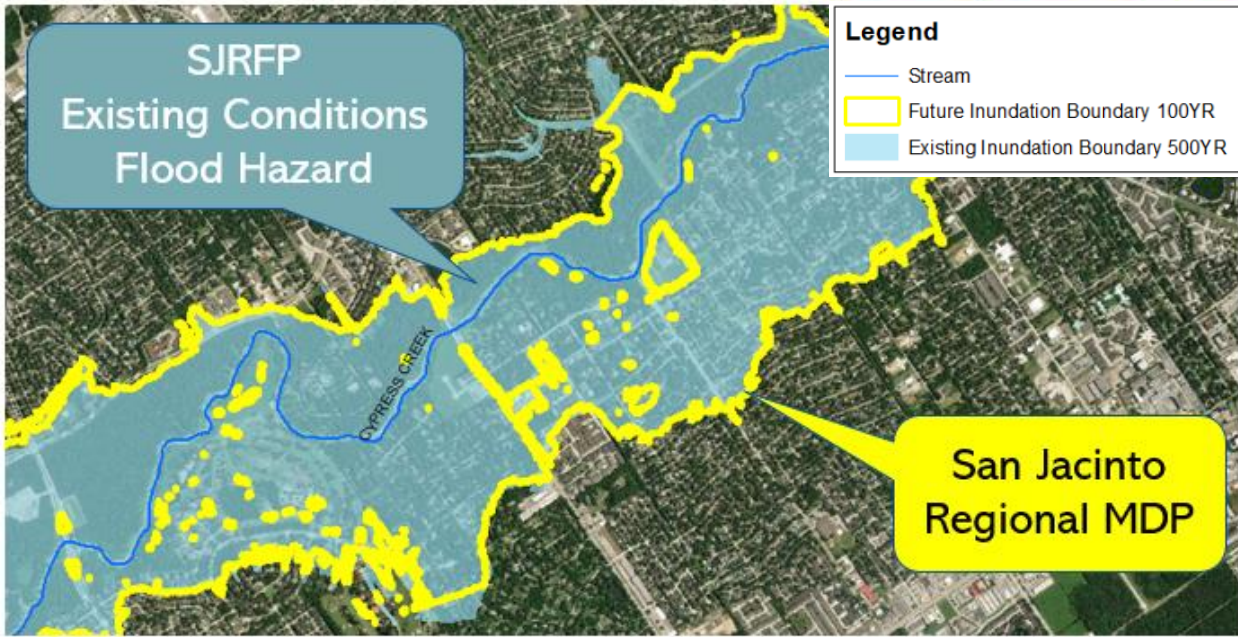 SJRFP
Existing Conditions
Flood Hazard
Legend
Stream
Future Inundation Boundary 100YR
Existing Inundation Boundary 500YR
CYPRESS CREEK
San Jacinto
Regional MDP